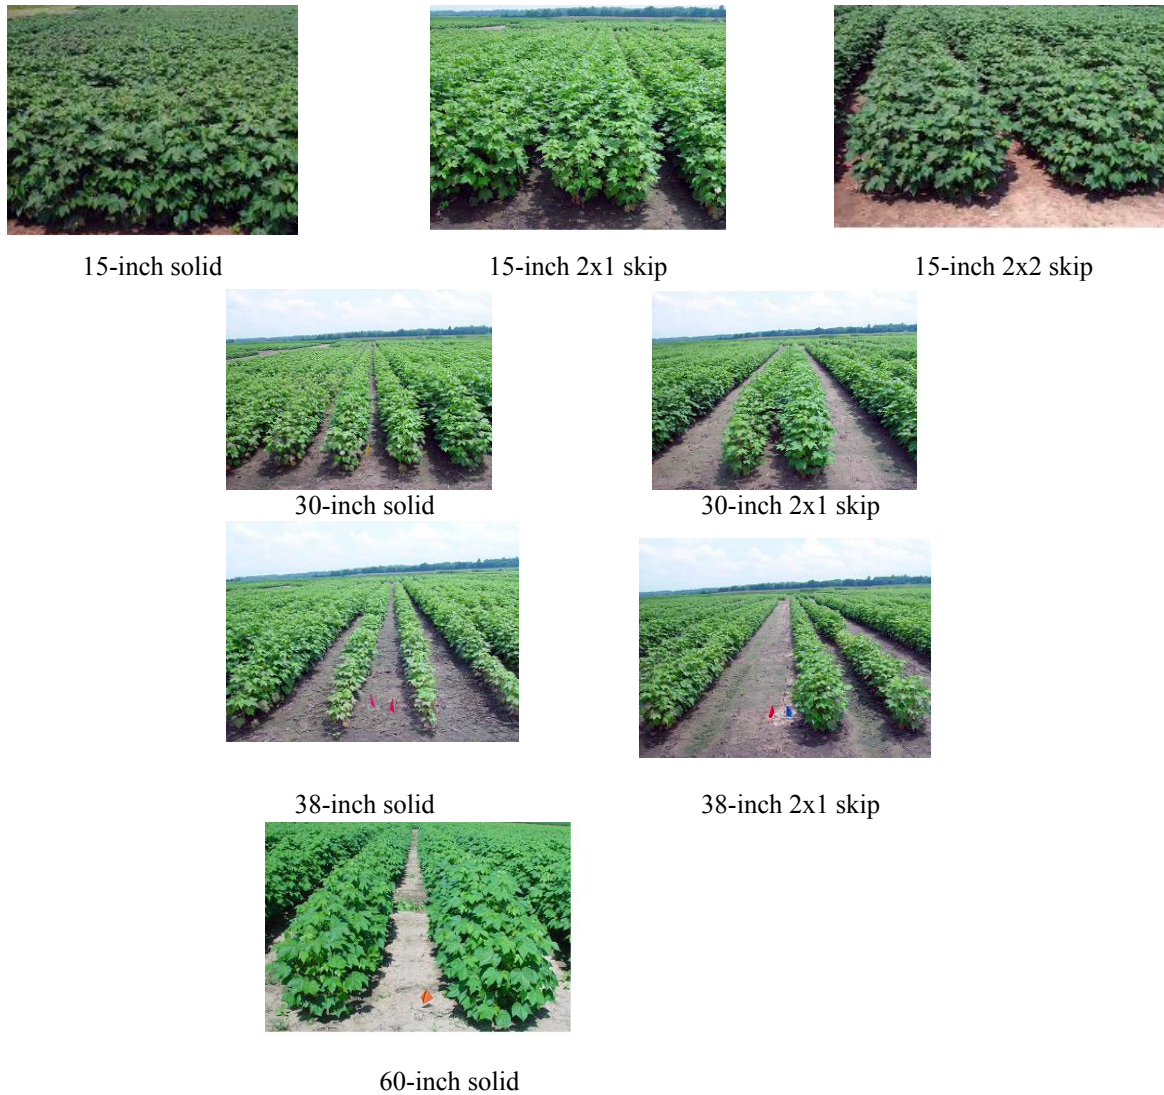 15-inch solid
15-inch 2x1 skip
15-inch 2x2 skip
30-inch solid
30-inch 2x1 skip
38-inch solid
38-inch 2x1 skip
60-inch solid